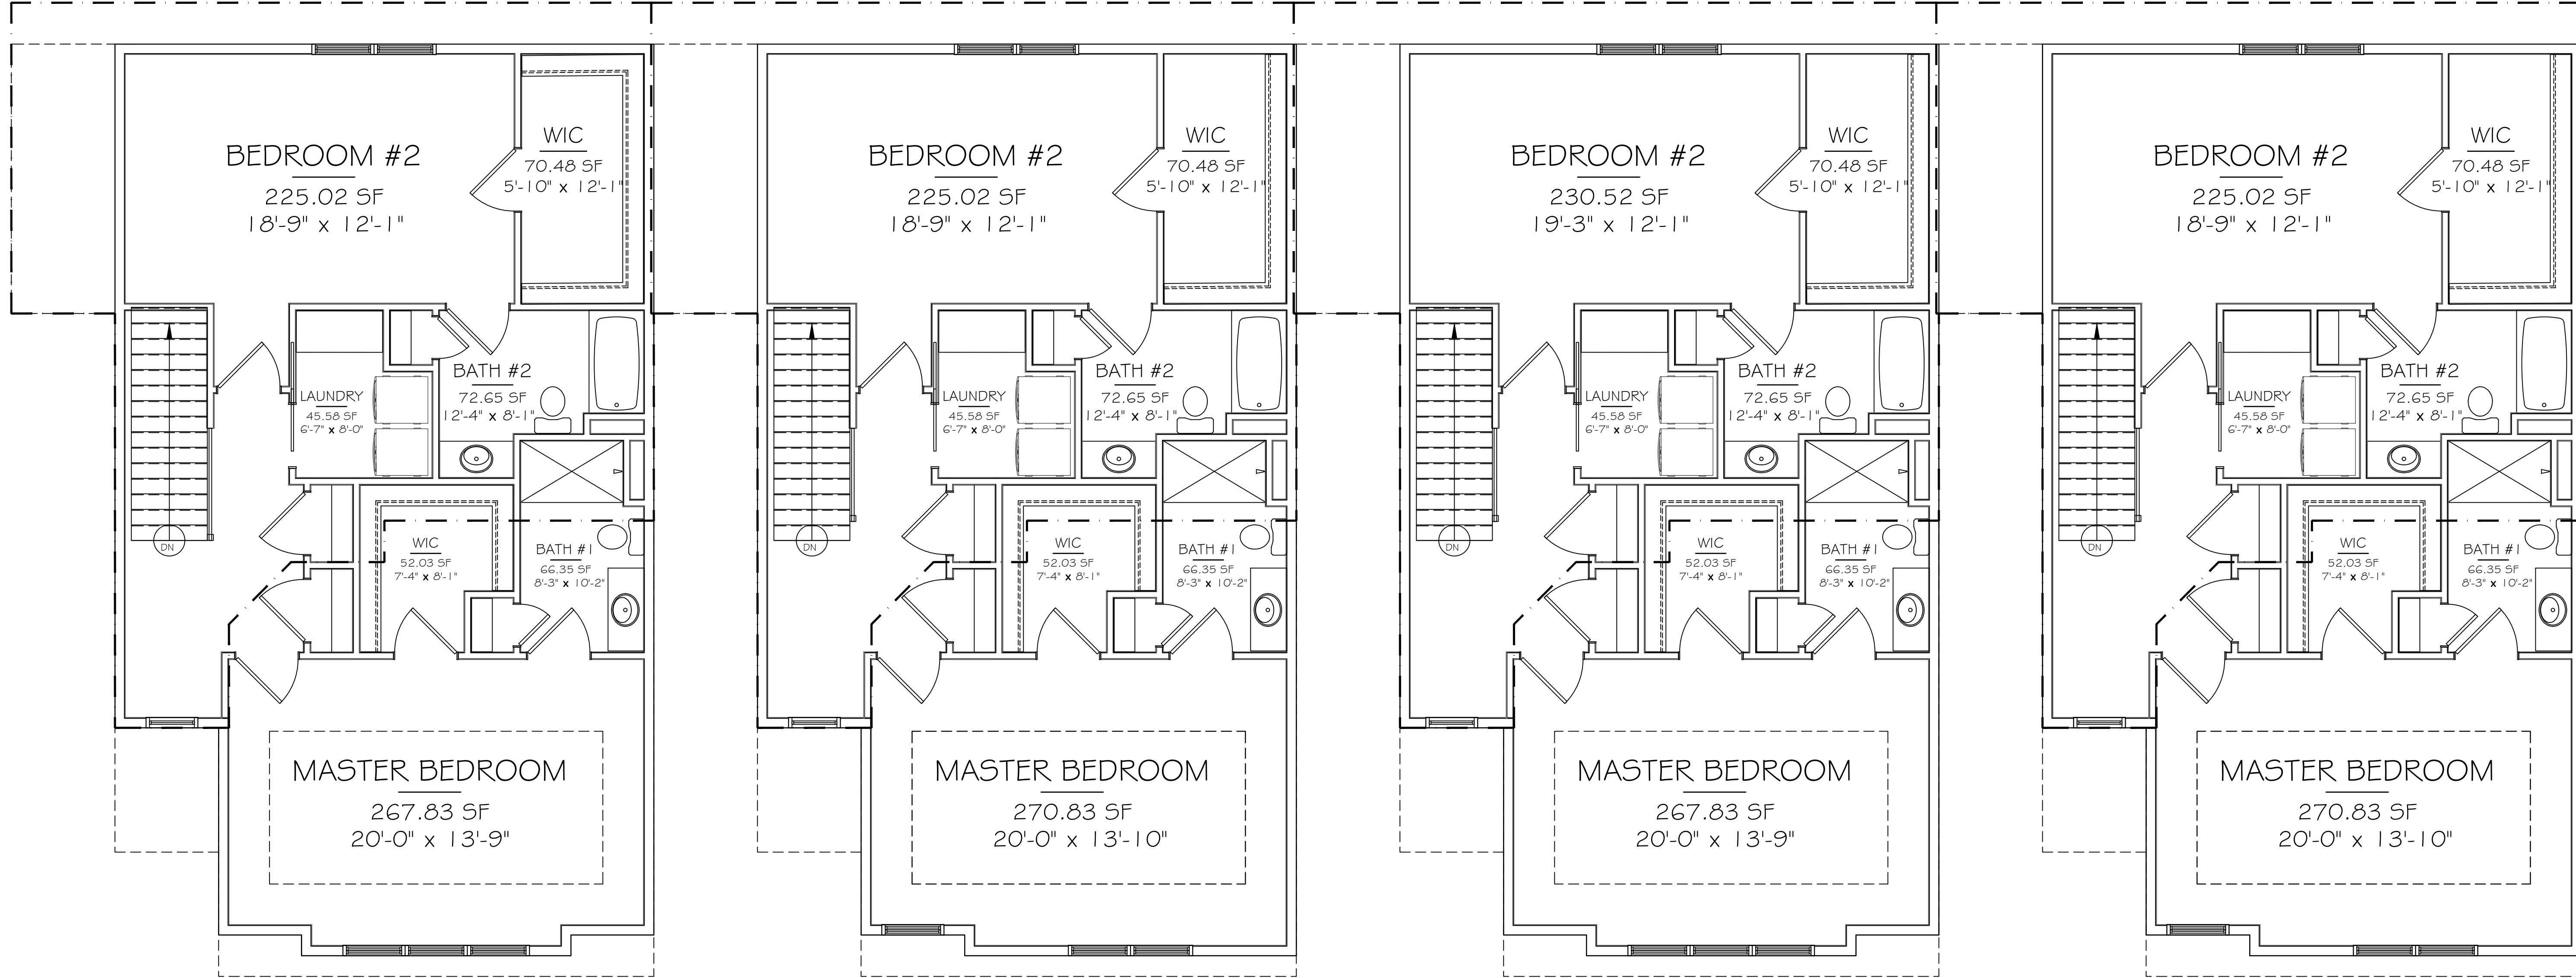 BEDROOM #2
225.02 SF
18'-9" x 12'-1"
WIC
70.48 SF
5'-10" x 12'-1"
LAUNDRY
45.58 SF
6'-7" x 8'-0"
BATH #2
72.65 SF
12'-4" x 8'-1"
DN
WIC
52.03 SF
7'-4" x 8'-1"
BATH #1
66.35 SF
8'-3" x 10'-2"
MASTER BEDROOM
267.83 SF
20'-0" x 13'-9"
BEDROOM #2
225.02 SF
18'-9" x 12'-1"
WIC
70.48 SF
5'-10" x 12'-1"
LAUNDRY
45.58 SF
6'-7" x 8'-0"
BATH #2
72.65 SF
12'-4" x 8'-1"
DN
WIC
52.03 SF
7'-4" x 8'-1"
BATH #1
66.35 SF
8'-3" x 10'-2"
MASTER BEDROOM
270.83 SF
20'-0" x 13'-10"
BEDROOM #2
230.52 SF
19'-3" x 12'-1"
WIC
70.48 SF
5'-10" x 12'-1"
LAUNDRY
45.58 SF
6'-7" x 8'-0"
BATH #2
72.65 SF
12'-4" x 8'-1"
DN
WIC
52.03 SF
7'-4" x 8'-1"
BATH #1
66.35 SF
8'-3" x 10'-2"
MASTER BEDROOM
267.83 SF
20'-0" x 13'-9"
BEDROOM #2
225.02 SF
18'-9" x 12'-1"
WIC
70.48 SF
5'-10" x 12'-1"
LAUNDRY
45.58 SF
6'-7" x 8'-0"
BATH #2
72.65 SF
12'-4" x 8'-1"
DN
WIC
52.03 SF
7'-4" x 8'-1"
BATH #1
66.35 SF
8'-3" x 10'-2"
MASTER BEDROOM
270.83 SF
20'-0" x 13'-10"